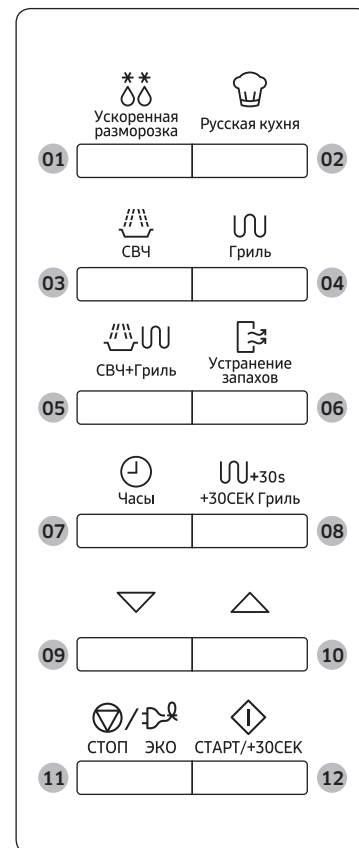 Ускоренная
разморозка
Русская кухня
01
02
СВЧ
Гриль
03
04
СВЧ+Гриль
Устранение
запахов
05
06
Часы
+30s
+30СЕК Гриль
07
08
09
10
/
СТОП ЭКО
СТАРТ/+30СЕК
11
12